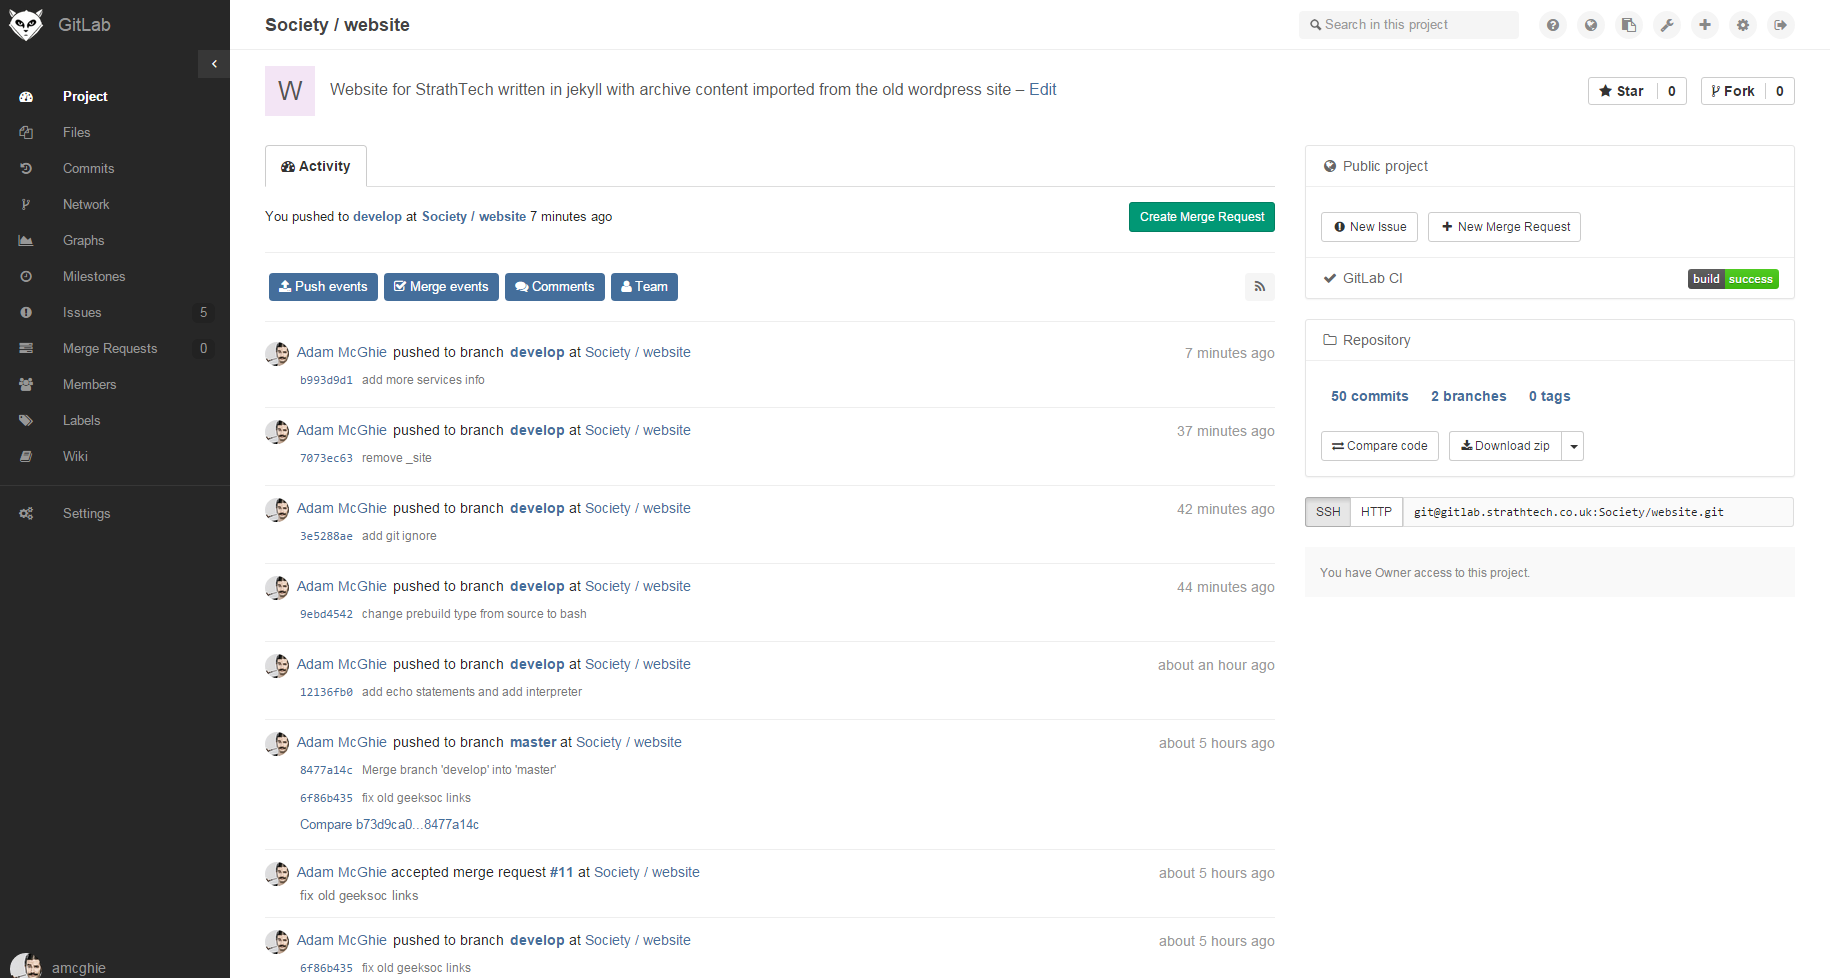 GitLab
Society / website
Search in this project
Project
Files
Commits
Network
Graphs
Milestones
Issues 5
Merge Requests 0
Members
Labels
Wiki
Settings
amcghie
W
Website for StrathTech written in jekyll with archive content imported from the old wordpress site – Edit
Star 0
Fork 0
Activity
You pushed to develop at Society / website 7 minutes ago
Create Merge Request
Push events
Merge events
Comments
Team
Adam McGhie pushed to branch develop at Society / website 7 minutes ago
b993d9d1 add more services info
Adam McGhie pushed to branch develop at Society / website 37 minutes ago
7073ec63 remove _site
Adam McGhie pushed to branch develop at Society / website 42 minutes ago
3e5288ae add git ignore
Adam McGhie pushed to branch develop at Society / website 44 minutes ago
9ebd4542 change prebuild type from source to bash
Adam McGhie pushed to branch develop at Society / website about an hour ago
12136fb0 add echo statements and add interpreter
Adam McGhie pushed to branch master at Society / website about 5 hours ago
8477a14c Merge branch 'develop' into 'master'
6f86b435 fix old geeksoc links
Compare b73d9ca0...8477a14c
Adam McGhie accepted merge request #11 at Society / website about 5 hours ago
fix old geeksoc links
Adam McGhie pushed to branch develop at Society / website about 5 hours ago
6f86b435 fix old geeksoc links
Public project
New Issue
New Merge Request
GitLab CI build success
Repository
50 commits 2 branches 0 tags
Compare code
Download zip
SSH HTTP git@gitlab.strathtech.co.uk:Society/website.git
You have Owner access to this project.